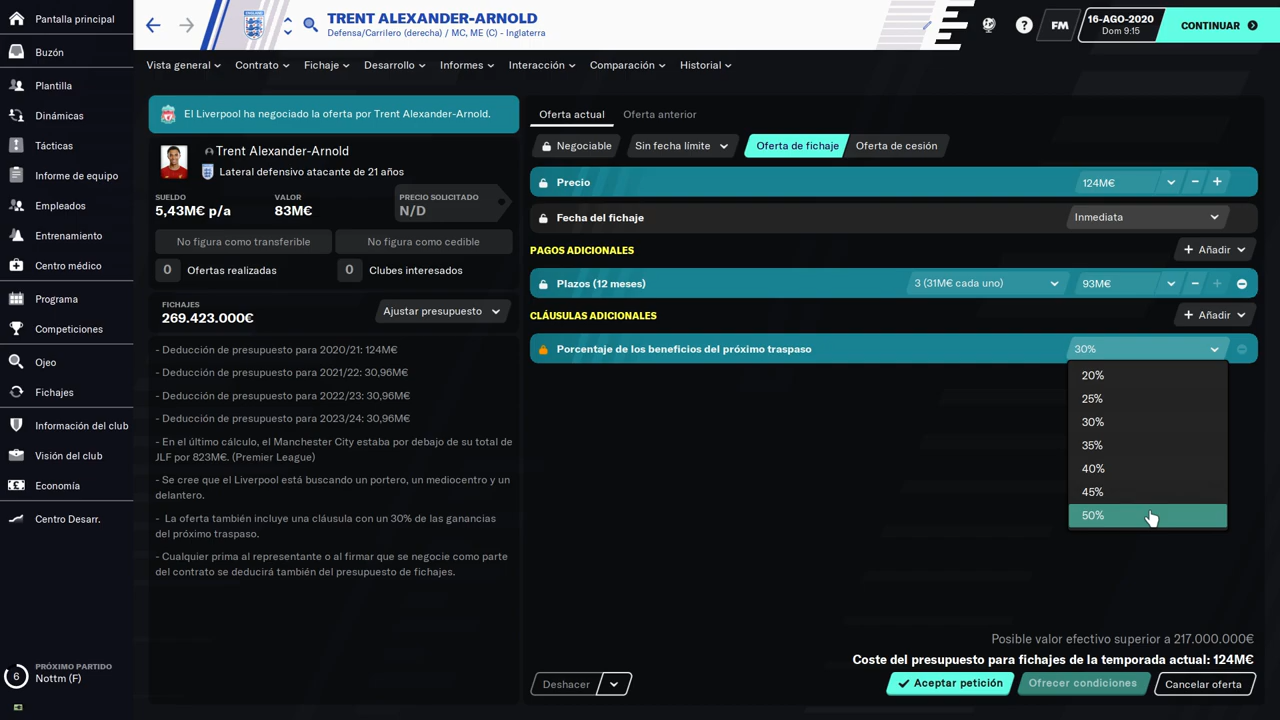 Pantalla principal
Buzón
Plantilla
Dinámicas
Tácticas
Informe de equipo
Empleados
Entrenamiento
Centro médico
Programa
Competiciones
Ojeo
Fichajes
Información del club
Visión del club
Economía
Centro Desarr.
6
PRÓXIMO PARTIDO
Nottm (F)
TRENT ALEXANDER-ARNOLD
Defensa/Carrilero (derecha) / MC, ME (C) - Inglaterra
?
FM
16-AGO-2020
Dom 9:15
CONTINUAR
Vista general
Contrato
Fichaje
Desarrollo
Informes
Interacción
Comparación
Historial
El Liverpool ha negociado la oferta por Trent Alexander-Arnold.
Trent Alexander-Arnold
Lateral defensivo atacante de 21 años
SUELDO
5,43M€ p/a
VALOR
83M€
PRECIO SOLICITADO
N/D
No figura como transferible
No figura como cedible
0 Ofertas realizadas
0 Clubes interesados
FICHAJES
269.423.000€
Ajustar presupuesto
- Deducción de presupuesto para 2020/21: 124M€
- Deducción de presupuesto para 2021/22: 30,96M€
- Deducción de presupuesto para 2022/23: 30,96M€
- Deducción de presupuesto para 2023/24: 30,96M€
- En el último cálculo, el Manchester City estaba por debajo de su total de
JLF por 823M€. (Premier League)
- Se cree que el Liverpool está buscando un portero, un mediocentro y un
delantero.
- La oferta también incluye una cláusula con un 30% de las ganancias
del próximo traspaso.
- Cualquier prima al representante o al firmar que se negocie como parte
del contrato se deducirá también del presupuesto de fichajes.
Oferta actual
Oferta anterior
Negociable
Sin fecha límite
Oferta de fichaje
Oferta de cesión
Precio
124M€
Fecha del fichaje
Inmediata
PAGOS ADICIONALES
+ Añadir
Plazos (12 meses)
3 (31M€ cada uno)
93M€
CLÁUSULAS ADICIONALES
+ Añadir
Porcentaje de los beneficios del próximo traspaso
30%
20%
25%
30%
35%
40%
45%
50%
Posible valor efectivo superior a 217.000.000€
Coste del presupuesto para fichajes de la temporada actual: 124M€
Deshacer
Aceptar petición
Ofrecer condiciones
Cancelar oferta